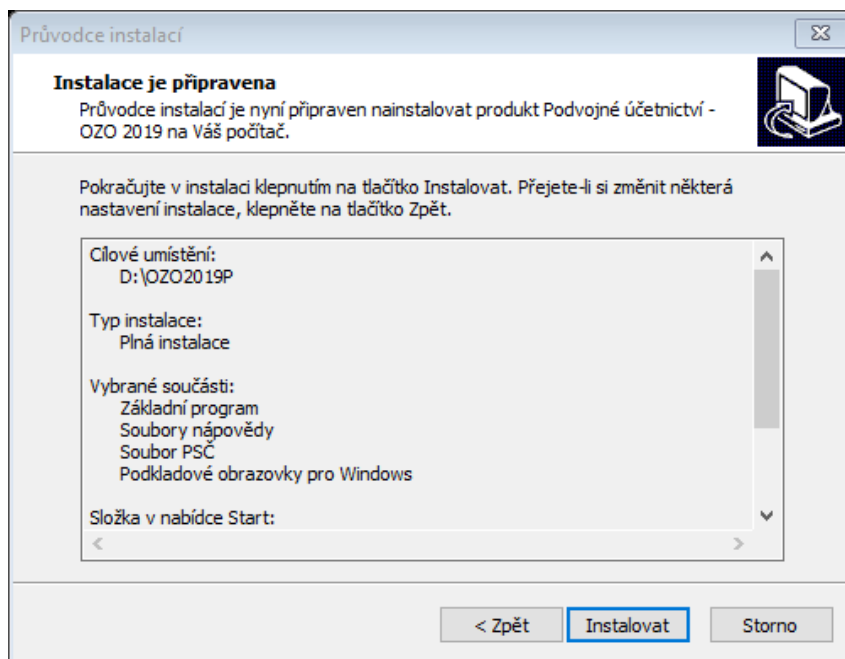 Průvodce instalací
Instalace je připravena
Průvodce instalací je nyní připraven nainstalovat produkt Podvojné účetnictví -
OZO 2019 na Váš počítač.
Pokračujte v instalaci klepnutím na tlačítko Instalovat. Přejete-li si změnit některá
nastavení instalace, klepněte na tlačítko Zpět.
Cílové umístění:
D:\OZO2019P
Typ instalace:
Plná instalace
Vybrané součásti:
Základní program
Soubory nápovědy
Soubor PSČ
Podkladové obrazovky pro Windows
Složka v nabídce Start:
< Zpět
Instalovat
Storno